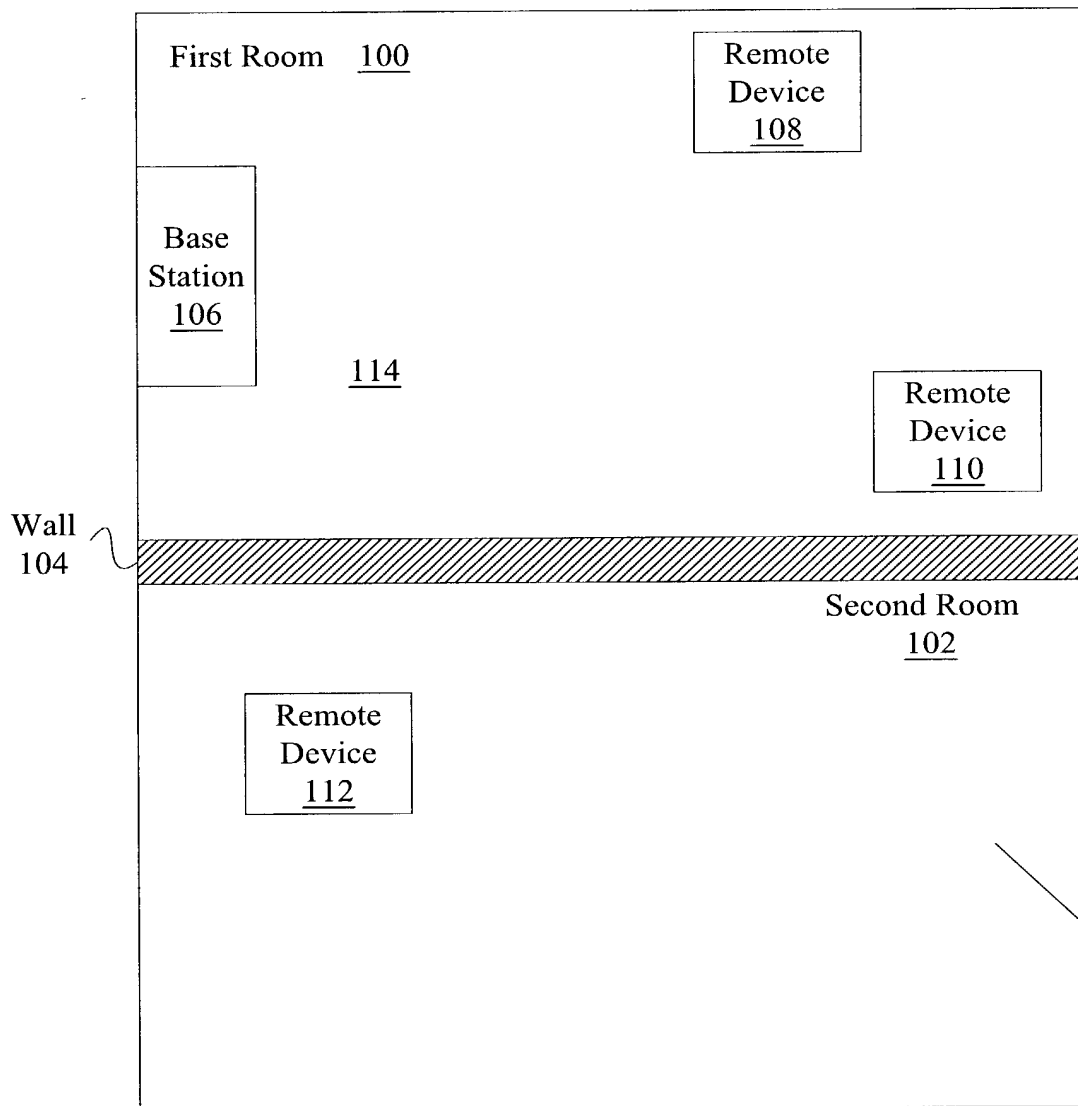 First Room 100
Remote
Device
108
Base
Station
106
114
Remote
Device
110
Wall
104
Second Room
102
Remote
Device
112